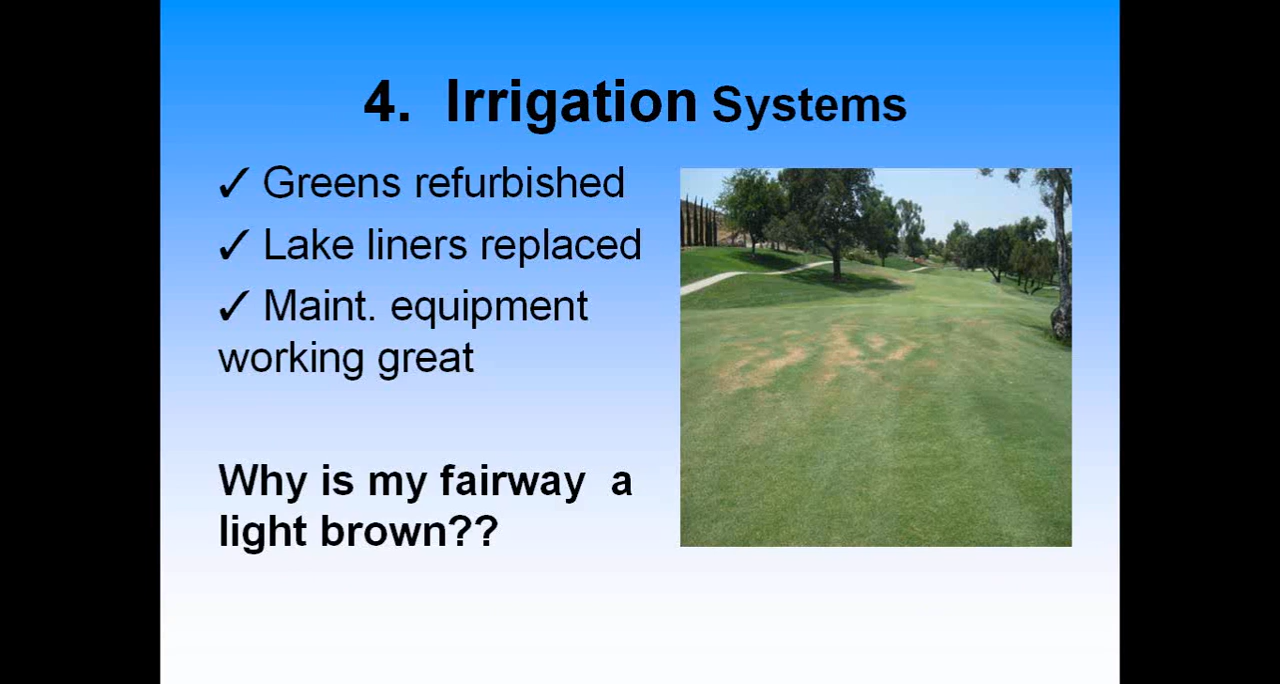 4. Irrigation Systems
✓ Greens refurbished
✓ Lake liners replaced
✓ Maint. equipment
working great
Why is my fairway a
light brown??